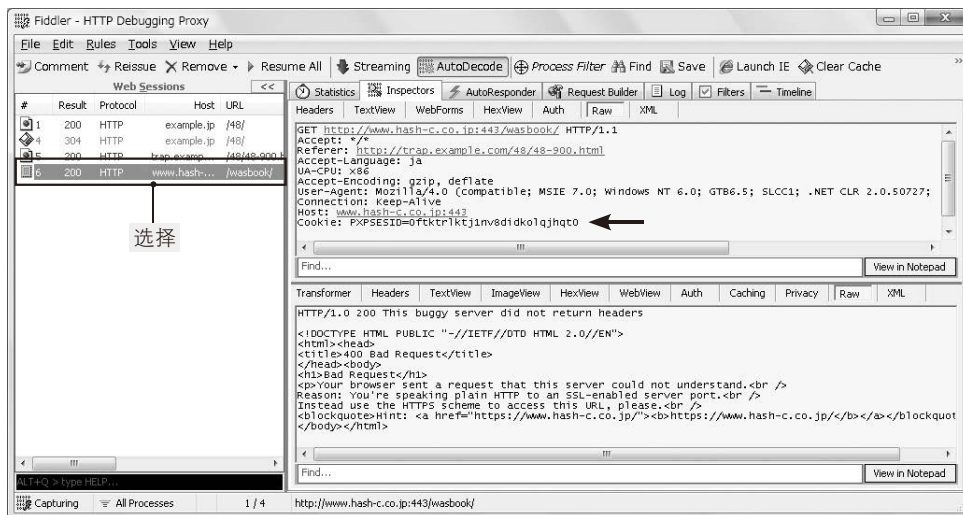 Fiddler - HTTP Debugging Proxy
File Edit Rules Tools View Help
Comment Reissue Remove Resume All Streaming AutoDecode Process Filter Find Save Launch IE Clear Cache »
Web Sessions <<
# Result Protocol Host URL
1 200 HTTP example.jp /48/
4 304 HTTP example.jp /48/
5 200 HTTP trap.examp... /48/48-900.h
6 200 HTTP www.hash-... /wasbook/
选择
ALT+Q > type HELP...
Statistics Inspectors AutoResponder Request Builder Log Filters Timeline
Headers TextView WebForms HexView Auth Raw XML
GET http://www.hash-c.co.jp:443/wasbook/ HTTP/1.1
Accept: */*
Referer: http://trap.example.com/48/48-900.html
Accept-Language: ja
UA-CPU: x86
Accept-Encoding: gzip, deflate
User-Agent: Mozilla/4.0 (compatible; MSIE 7.0; Windows NT 6.0; GTB6.5; SLCC1; .NET CLR 2.0.50727;
Connection: Keep-Alive
Host: www.hash-c.co.jp:443
Cookie: PXPSESID=0ftktrlktj1nv8didkolqjhqt0
Find... View in Notepad
Transformer Headers TextView ImageView HexView WebView Auth Caching Privacy Raw XML
HTTP/1.0 200 This buggy server did not return headers
<!DOCTYPE HTML PUBLIC "-//IETF//DTD HTML 2.0//EN">
<html><head>
<title>400 Bad Request</title>
</head><body>
<h1>Bad Request</h1>
<p>Your browser sent a request that this server could not understand.<br />
Reason: You're speaking plain HTTP to an SSL-enabled server port.<br />
Instead use the HTTPS scheme to access this URL, please.<br />
<blockquote>Hint: <a href="https://www.hash-c.co.jp/"><b>https://www.hash-c.co.jp/</b></a></blockquot
</body></html>
Find... View in Notepad
Capturing All Processes 1 / 4 http://www.hash-c.co.jp:443/wasbook/